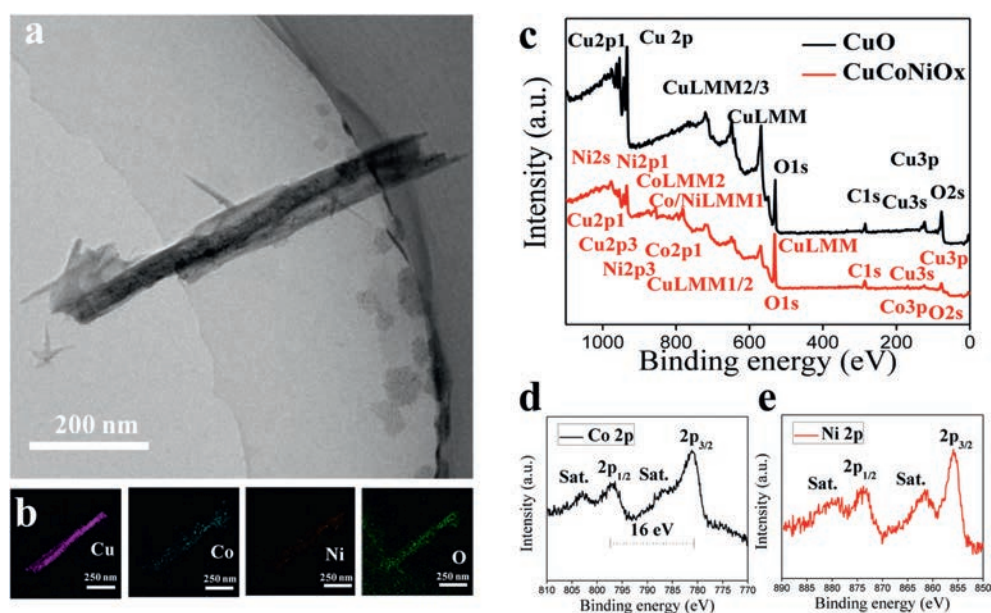 a
200 nm
b
Cu
250 nm
Co
250 nm
Ni
250 nm
O
250 nm
c
Cu2p1
Cu 2p
CuO
CuCoNiOx
CuLMM2/3
CuLMM
O1s
Cu3p
C1s
Cu3s
O2s
Ni2s
Ni2p1
CoLMM2
Co/NiLMM1
Cu2p1
Cu2p3
Co2p1
Ni2p3
CuLMM1/2
CuLMM
O1s
C1s
Cu3s
Cu3p
Co3p
O2s
Intensity (a.u.)
1000 800 600 400 200 0
Binding energy (eV)
d
Co 2p
2p3/2
2p1/2
Sat.
Sat.
16 eV
Intensity (a.u.)
810 800 790 780 770
Binding energy (eV)
e
Ni 2p
2p3/2
2p1/2
Sat.
Sat.
Intensity (a.u.)
890 885 880 875 870 865 860 855 850
Binding energy (eV)